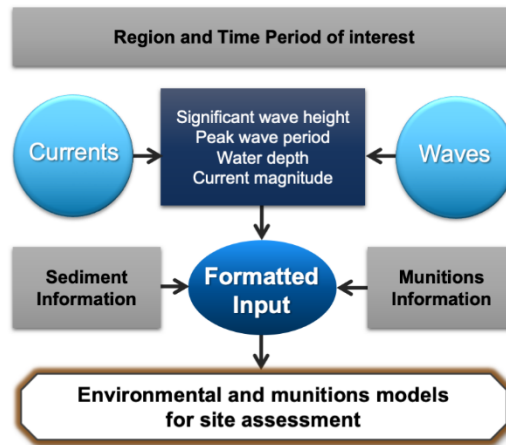 Region and Time Period of interest
Currents
Significant wave height
Peak wave period
Water depth
Current magnitude
Waves
Sediment
Information
Formatted
Input
Munitions
Information
Environmental and munitions models
for site assessment